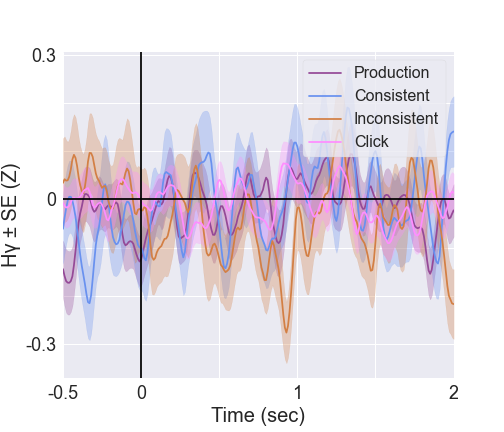 0.3
Production
Consistent
Inconsistent
Click
0
Hγ ± SE (Z)
-0.3
-0.5
0
1
2
Time (sec)